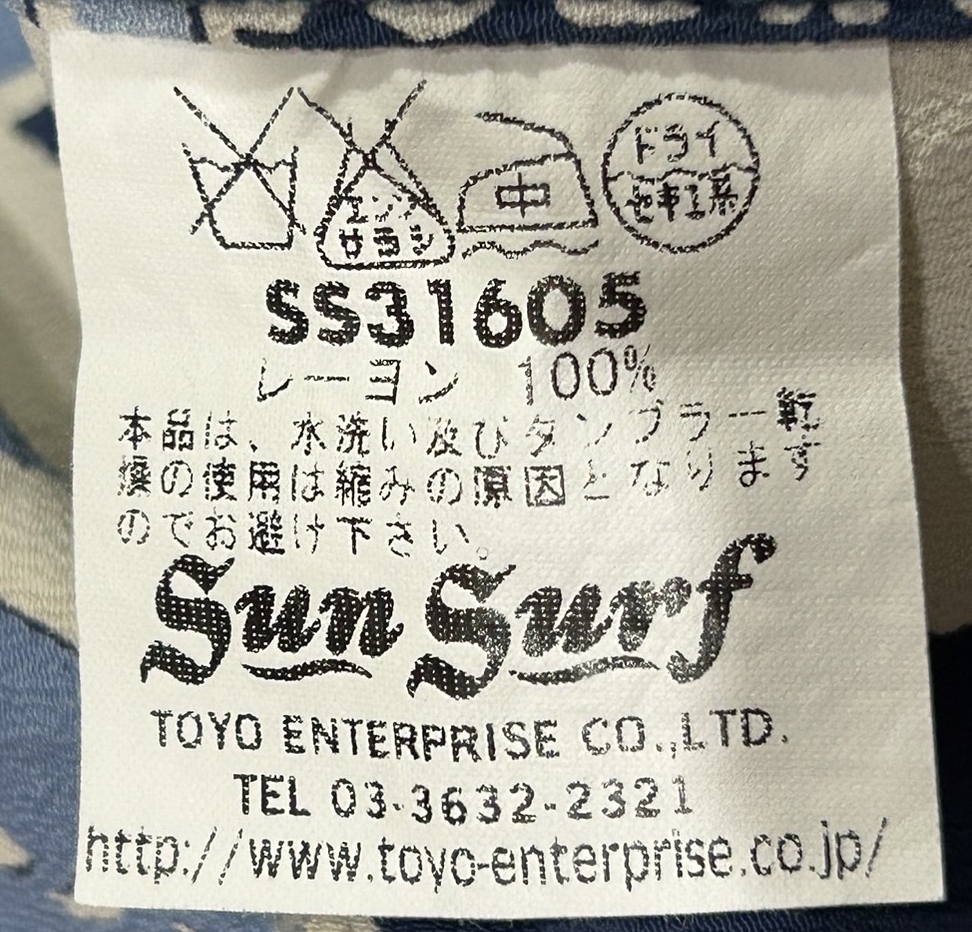 エンソ
サラシ
中
ドライ
セキユ系
SS31605
レーヨン 100%
本品は、水洗い及びタンブラー乾
燥の使用は縮みの原因となります
のでお避け下さい。
Sun Surf
TOYO ENTERPRISE CO.,LTD.
TEL 03-3632-2321
http://www.toyo-enterprise.co.jp/